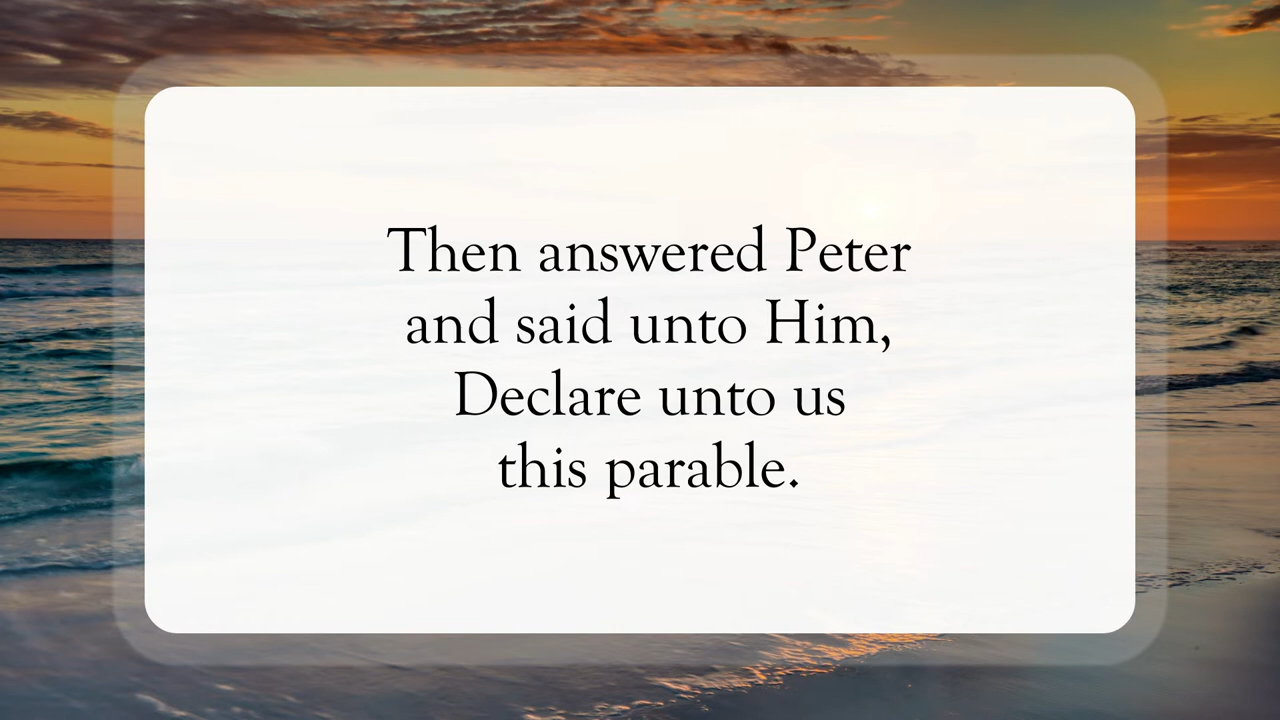 Then answered Peter
and said unto Him,
Declare unto us
this parable.